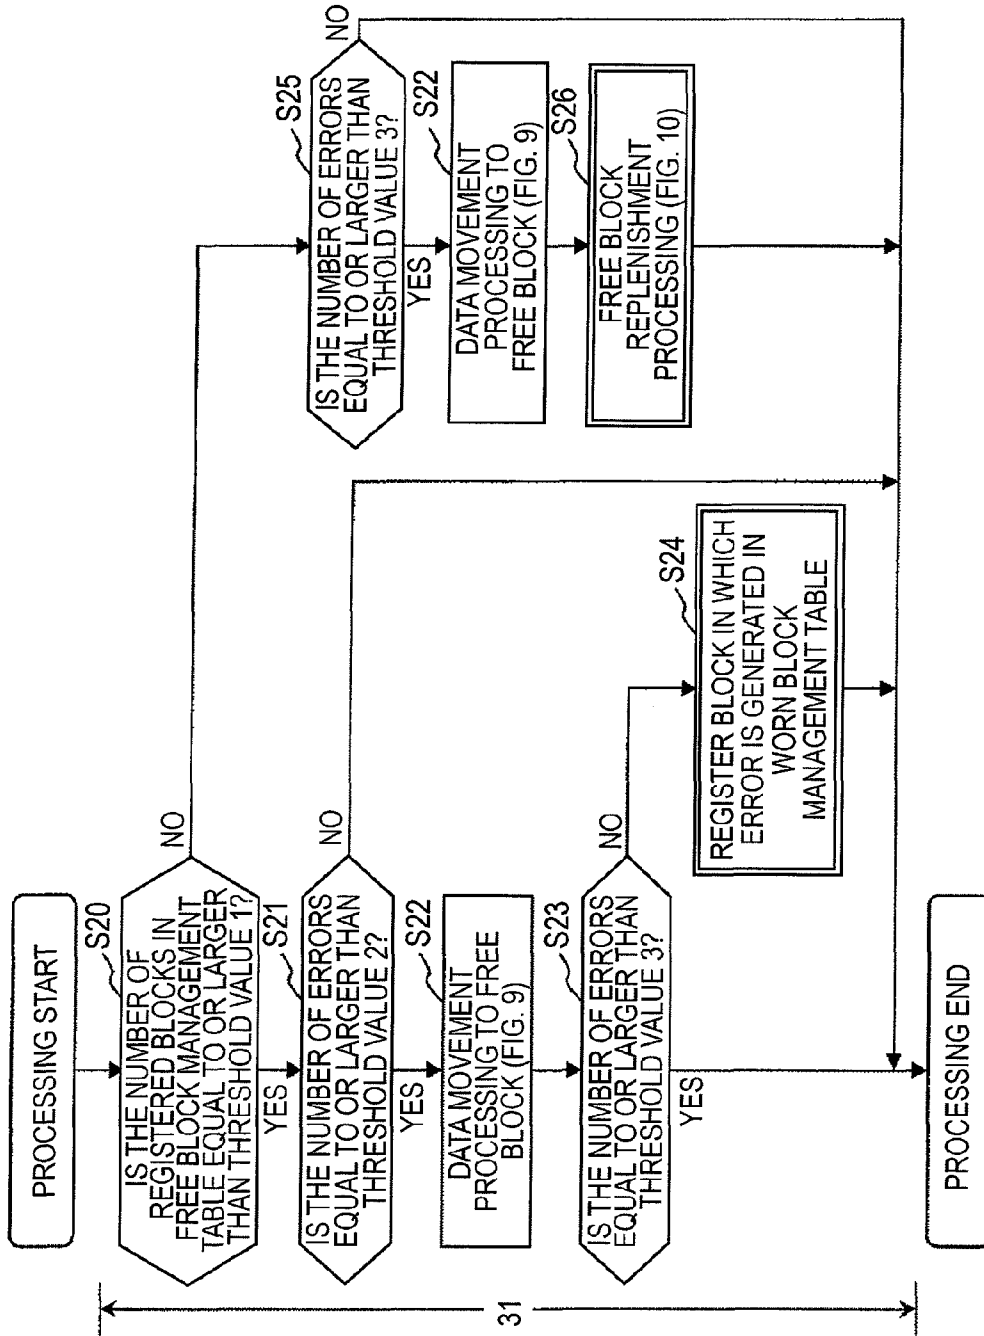 PROCESSING START
S20
IS THE NUMBER OF
REGISTERED BLOCKS IN
FREE BLOCK MANAGEMENT
TABLE EQUAL TO OR LARGER
THAN THRESHOLD VALUE 1?
NO
YES
S21
IS THE NUMBER OF ERRORS
EQUAL TO OR LARGER THAN
THRESHOLD VALUE 2?
NO
YES
S22
DATA MOVEMENT
PROCESSING TO FREE
BLOCK (FIG. 9)
S23
IS THE NUMBER OF ERRORS
EQUAL TO OR LARGER THAN
THRESHOLD VALUE 3?
NO
YES
S24
REGISTER BLOCK IN WHICH
ERROR IS GENERATED IN
WORN BLOCK
MANAGEMENT TABLE
S25
IS THE NUMBER OF ERRORS
EQUAL TO OR LARGER THAN
THRESHOLD VALUE 3?
NO
YES
S22
DATA MOVEMENT
PROCESSING TO
FREE BLOCK (FIG. 9)
S26
FREE BLOCK
REPLENISHMENT
PROCESSING (FIG. 10)
31
PROCESSING END